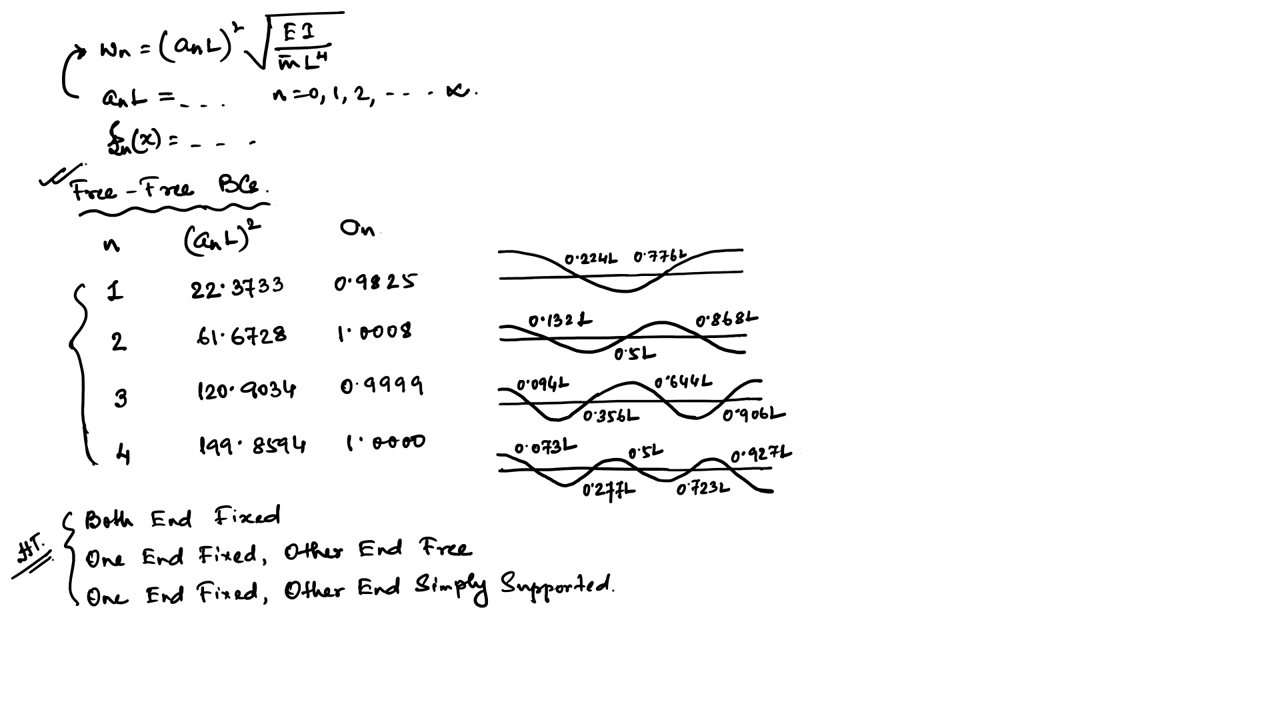 ωn = (anL)² √(EI / m̄L⁴)
anL = - - - n=0, 1, 2, - - - - ∝.
Φn(x) = - - - -
Free-Free BCs.
n (anL)² σn
1 22.3733 0.9825 0.224L 0.776L
2 61.6728 1.0008 0.132L 0.5L 0.868L
3 120.9034 0.9999 0.094L 0.356L 0.644L 0.906L
4 199.8594 1.0000 0.073L 0.277L 0.5L 0.723L 0.927L
HT. Both End Fixed
One End Fixed, Other End Free
One End Fixed, Other End Simply Supported.